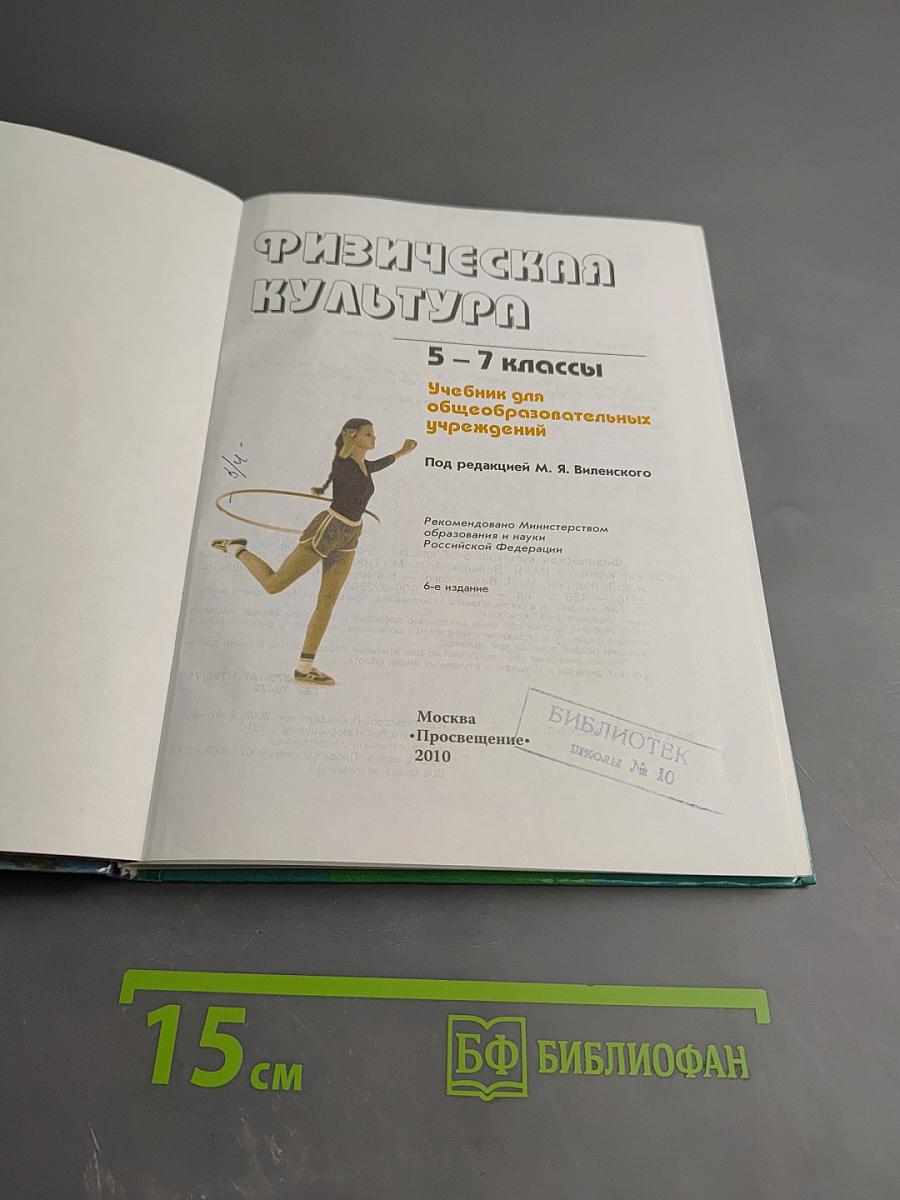 ФИЗИЧЕСКАЯ
КУЛЬТУРА
5 – 7 классы
Учебник для
общеобразовательных
учреждений
Под редакцией М. Я. Виленского
Рекомендовано Министерством
образования и науки
Российской Федерации
6-е издание
Москва
•Просвещение•
2010
БИБЛИОТЕК
школы № 10
б/ч -
15 см
БФ БИБЛИОФАН